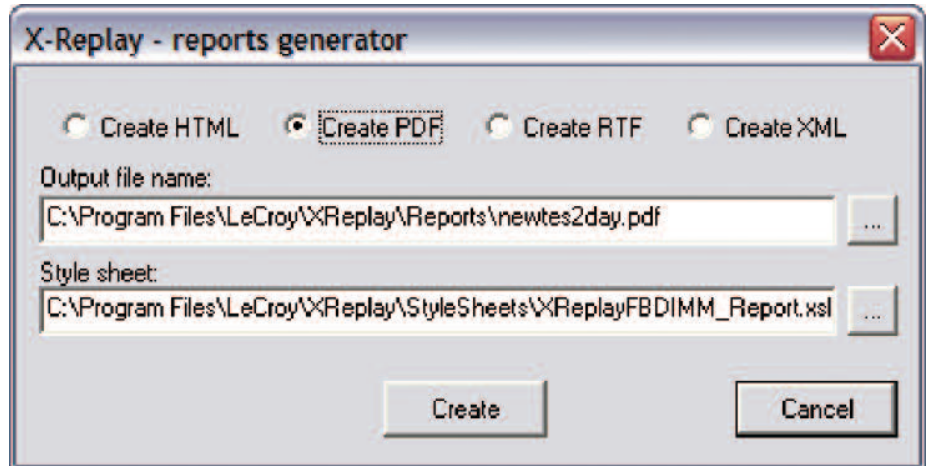 X-Replay - reports generator
Create HTML Create PDF Create RTF Create XML
Output file name:
C:\Program Files\LeCroy\XReplay\Reports\newtes2day.pdf
...
Style sheet:
C:\Program Files\LeCroy\XReplay\StyleSheets\XReplayFBDIMM_Report.xsl
...
Create Cancel